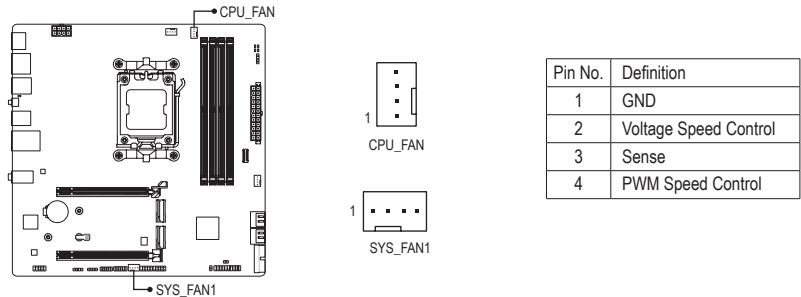 CPU_FAN
1
CPU_FAN
1
SYS_FAN1
SYS_FAN1
Pin No. Definition
1 GND
2 Voltage Speed Control
3 Sense
4 PWM Speed Control